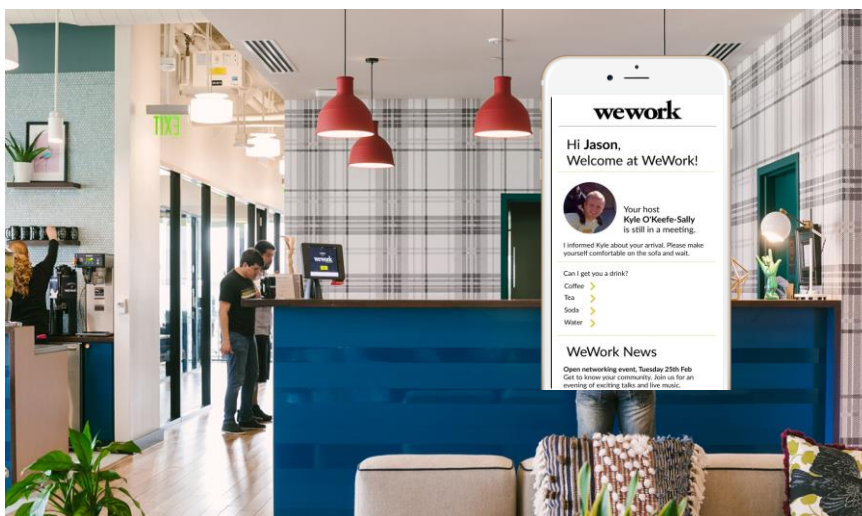 EXIT
wework
wework
Hi Jason,
Welcome at WeWork!
Your host
Kyle O'Keefe-Sally
is still in a meeting.
I informed Kyle about your arrival. Please make
yourself comfortable on the sofa and wait.
Can I get you a drink?
Coffee
Tea
Soda
Water
WeWork News
Open networking event, Tuesday 25th Feb
Get to know your community. Join us for an
evening of exciting talks and live music.